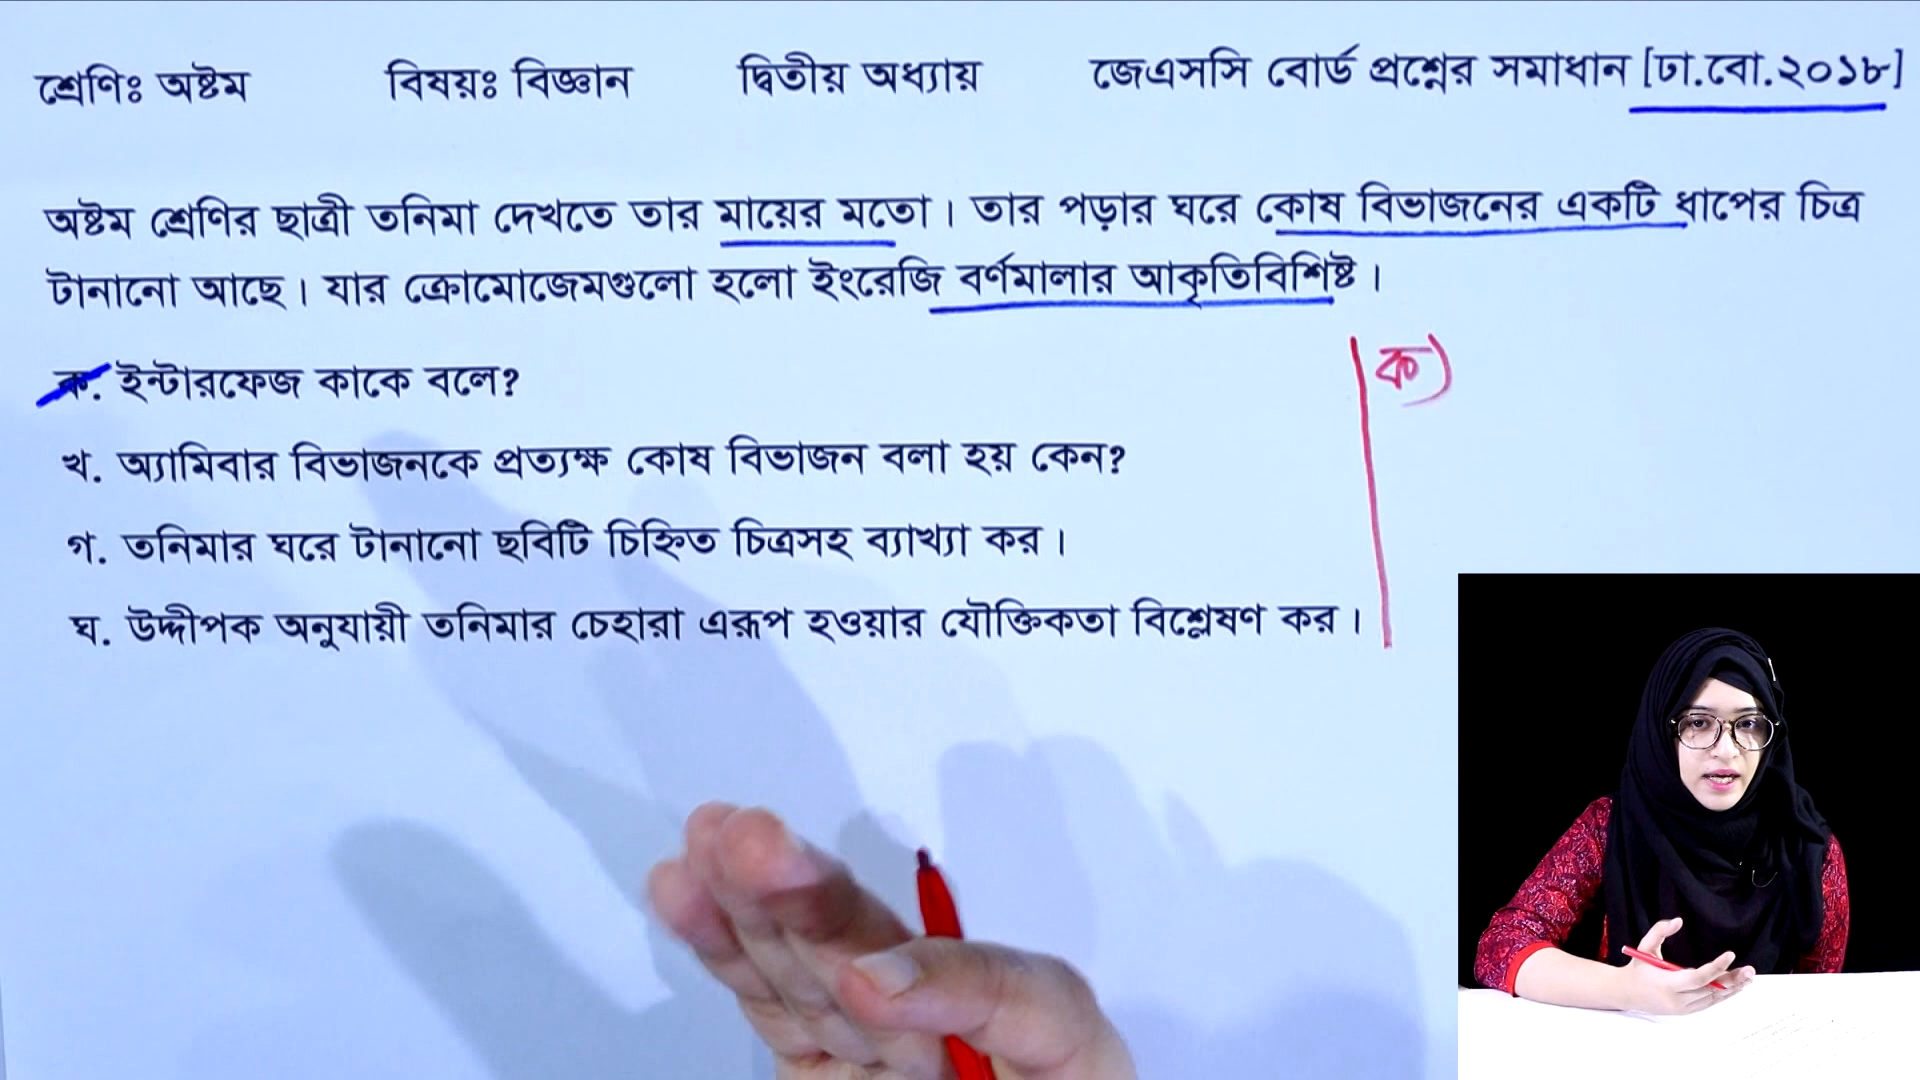 শ্রেণিঃ অষ্টম বিষয়ঃ বিজ্ঞান দ্বিতীয় অধ্যায় জেএসসি বোর্ড প্রশ্নের সমাধান [ঢা.বো.২০১৮]
অষ্টম শ্রেণির ছাত্রী তনিমা দেখতে তার মায়ের মতো। তার পড়ার ঘরে কোষ বিভাজনের একটি ধাপের চিত্র
টানানো আছে। যার ক্রোমোজেমগুলো হলো ইংরেজি বর্ণমালার আকৃতিবিশিষ্ট।
ক. ইন্টারফেজ কাকে বলে?
ক)
খ. অ্যামিবার বিভাজনকে প্রত্যক্ষ কোষ বিভাজন বলা হয় কেন?
গ. তনিমার ঘরে টানানো ছবিটি চিহ্নিত চিত্রসহ ব্যাখ্যা কর।
ঘ. উদ্দীপক অনুযায়ী তনিমার চেহারা এরূপ হওয়ার যৌক্তিকতা বিশ্লেষণ কর।